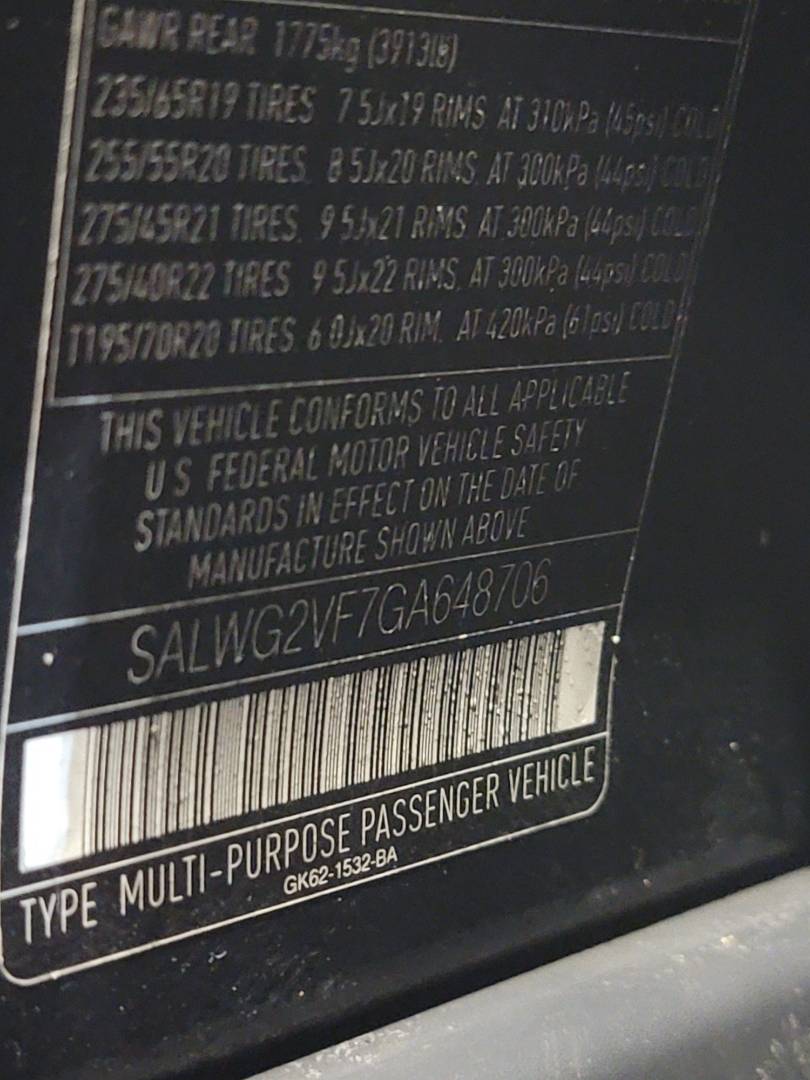 GAWR REAR 1775kg (3913LB)
235/65R19 TIRES 7 5Jx19 RIMS AT 310kPa (45psi) COLD
255/55R20 TIRES 8 5Jx20 RIMS AT 300kPa (44psi) COLD
275/45R21 TIRES 9 5Jx21 RIMS AT 300kPa (44psi) COLD
275/40R22 TIRES 9 5Jx22 RIMS AT 300kPa (44psi) COLD
T195/70R20 TIRES 6 0Jx20 RIM AT 420kPa (61psi) COLD
THIS VEHICLE CONFORMS TO ALL APPLICABLE
U S FEDERAL MOTOR VEHICLE SAFETY
STANDARDS IN EFFECT ON THE DATE OF
MANUFACTURE SHOWN ABOVE
SALWG2VF7GA648706
TYPE MULTI-PURPOSE PASSENGER VEHICLE
GK62-1532-BA